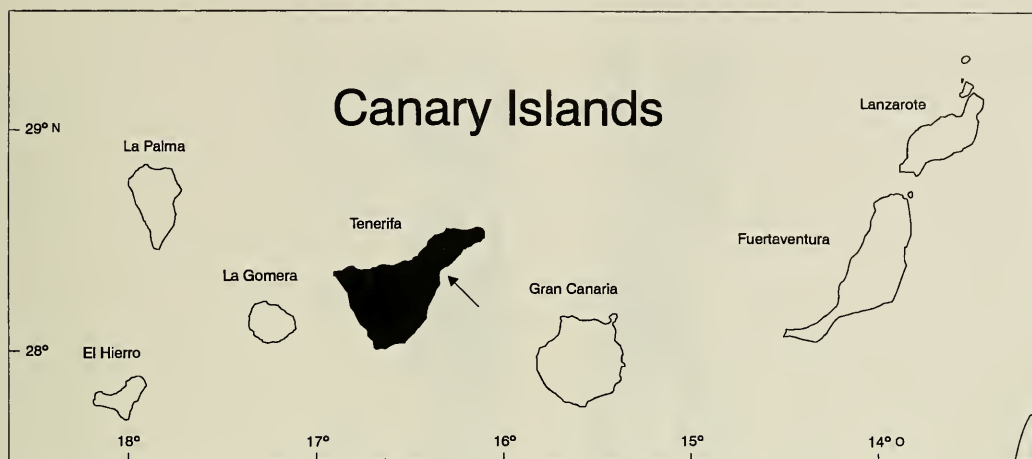 Canary Islands
Lanzarote
29° N
La Palma
Tenerifa
Fuertaventura
La Gomera
Gran Canaria
28°
El Hierro
18°
17°
16°
15°
14° O